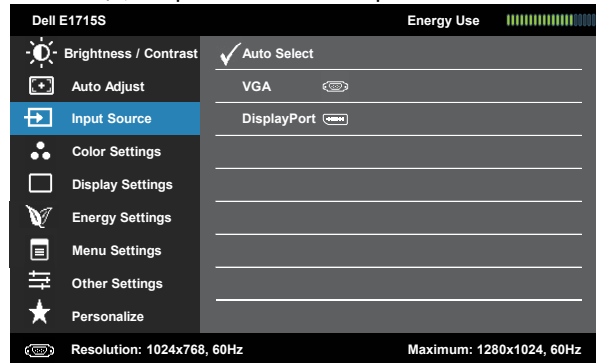 Dell E1715S Energy Use
Brightness / Contrast Auto Select
Auto Adjust VGA
Input Source DisplayPort
Color Settings
Display Settings
Energy Settings
Menu Settings
Other Settings
Personalize
Resolution: 1024x768, 60Hz Maximum: 1280x1024, 60Hz